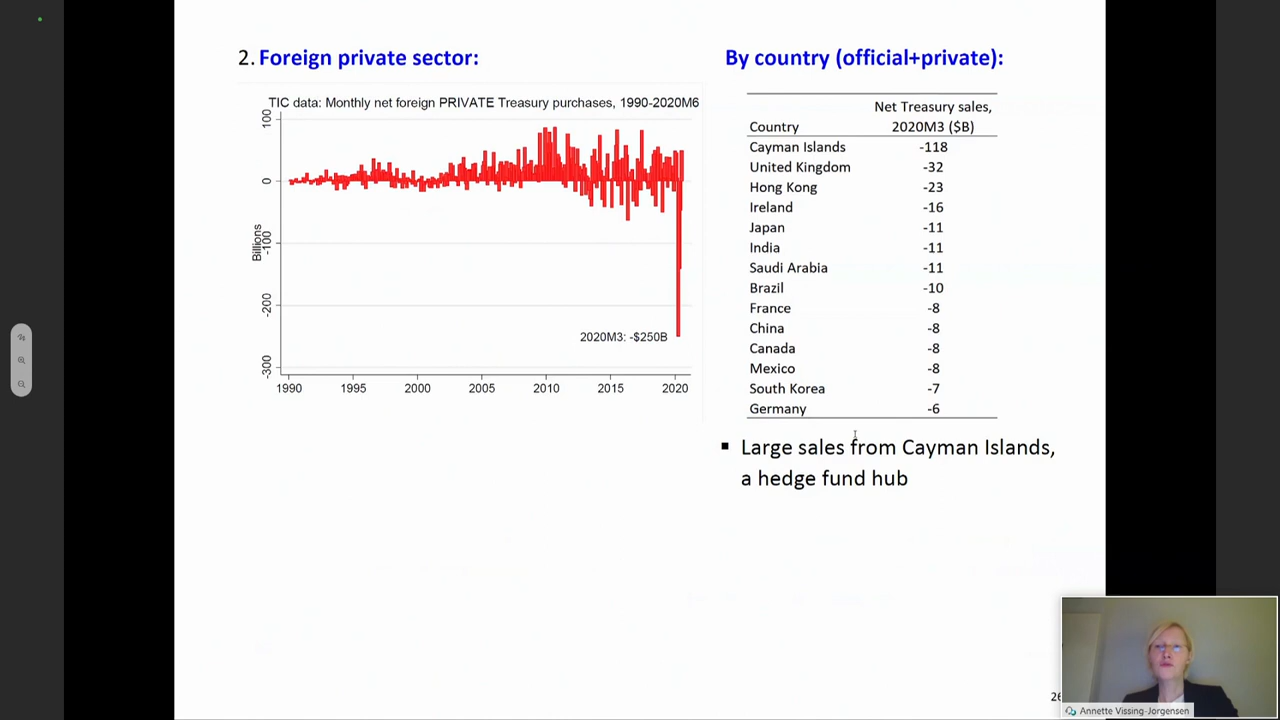 2. Foreign private sector:
TIC data: Monthly net foreign PRIVATE Treasury purchases, 1990-2020M6
Billions
100
0
-100
-200
-300
2020M3: -$250B
1990 1995 2000 2005 2010 2015 2020
By country (official+private):
Net Treasury sales,
Country 2020M3 ($B)
Cayman Islands -118
United Kingdom -32
Hong Kong -23
Ireland -16
Japan -11
India -11
Saudi Arabia -11
Brazil -10
France -8
China -8
Canada -8
Mexico -8
South Korea -7
Germany -6
▪ Large sales from Cayman Islands,
a hedge fund hub
26
Annette Vissing-Jorgensen